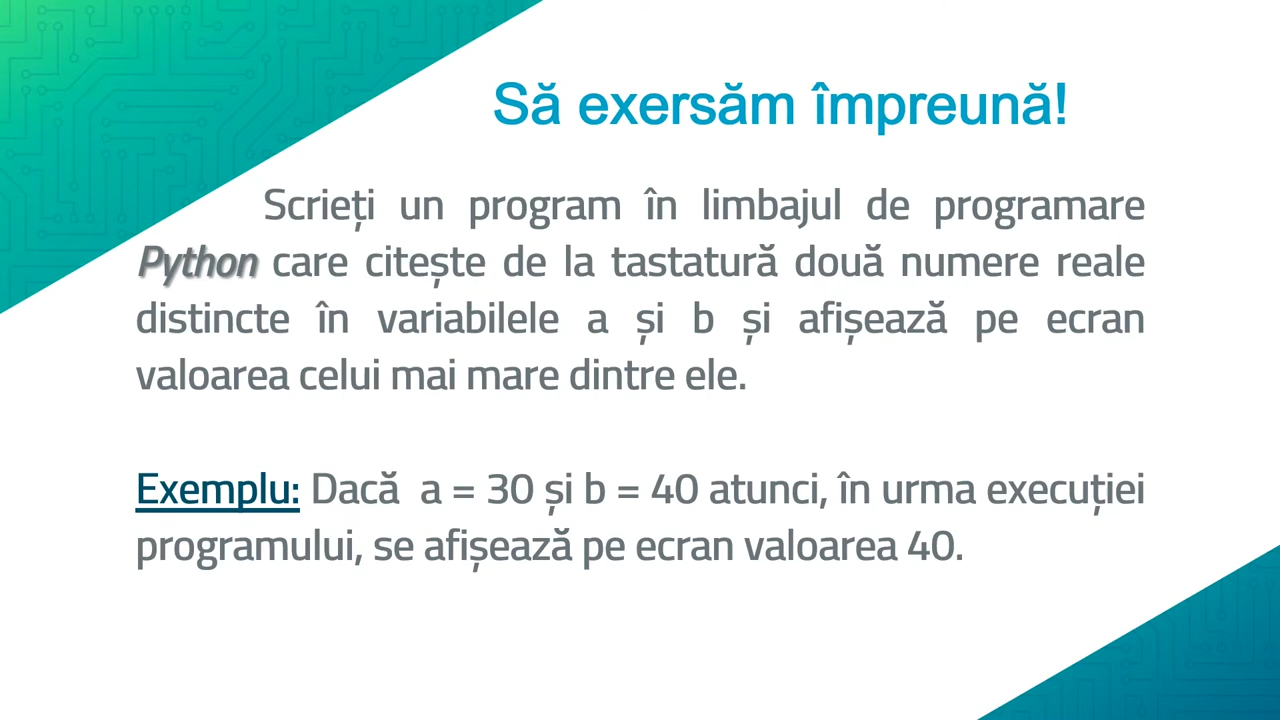 Să exersăm împreună!
Scrieți un program în limbajul de programare
Python care citește de la tastatură două numere reale
distincte în variabilele a și b și afișează pe ecran
valoarea celui mai mare dintre ele.
Exemplu: Dacă a = 30 și b = 40 atunci, în urma execuției
programului, se afișează pe ecran valoarea 40.